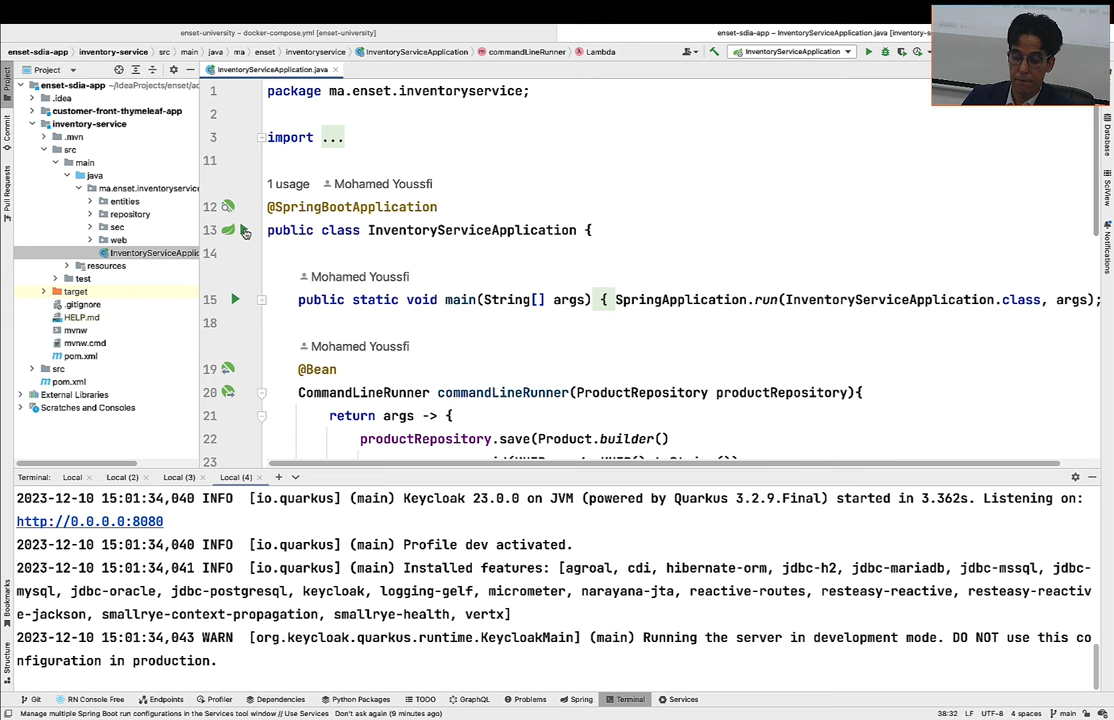 enset-university – docker-compose.yml [enset-university]
enset-sdia-app – InventoryServiceApplication.java [inventory-service]
enset-sdia-app › inventory-service › src › main › java › ma › enset › inventoryservice › InventoryServiceApplication › commandLineRunner › Lambda
InventoryServiceApplication
Project
InventoryServiceApplication.java
enset-sdia-app ~/IdeaProjects/enset/ad
.idea
customer-front-thymeleaf-app
inventory-service
.mvn
src
main
java
ma.enset.inventoryservice
entities
repository
sec
web
InventoryServiceApplic
resources
test
target
.gitignore
HELP.md
mvnw
mvnw.cmd
pom.xml
src
pom.xml
External Libraries
Scratches and Consoles
1 package ma.enset.inventoryservice;
2
3 import ...
11
1 usage Mohamed Youssfi
12 @SpringBootApplication
13 public class InventoryServiceApplication {
14
Mohamed Youssfi
15 public static void main(String[] args) { SpringApplication.run(InventoryServiceApplication.class, args);
18
Mohamed Youssfi
19 @Bean
20 CommandLineRunner commandLineRunner(ProductRepository productRepository){
21 return args -> {
22 productRepository.save(Product.builder()
23
Project
Commit
Pull Requests
Bookmarks
Structure
Database
SciView
Notifications
Terminal: Local × Local (2) × Local (3) × Local (4) × +
2023-12-10 15:01:34,040 INFO [io.quarkus] (main) Keycloak 23.0.0 on JVM (powered by Quarkus 3.2.9.Final) started in 3.362s. Listening on:
http://0.0.0.0:8080
2023-12-10 15:01:34,040 INFO [io.quarkus] (main) Profile dev activated.
2023-12-10 15:01:34,041 INFO [io.quarkus] (main) Installed features: [agroal, cdi, hibernate-orm, jdbc-h2, jdbc-mariadb, jdbc-mssql, jdbc-
mysql, jdbc-oracle, jdbc-postgresql, keycloak, logging-gelf, micrometer, narayana-jta, reactive-routes, resteasy-reactive, resteasy-reactiv
e-jackson, smallrye-context-propagation, smallrye-health, vertx]
2023-12-10 15:01:34,043 WARN [org.keycloak.quarkus.runtime.KeycloakMain] (main) Running the server in development mode. DO NOT use this co
nfiguration in production.
Git RN Console Free Endpoints Profiler Dependencies Python Packages TODO GraphQL Problems Spring Terminal Services
Manage multiple Spring Boot run configurations in the Services tool window // Use Services Don't ask again (9 minutes ago)
38:32 LF UTF-8 4 spaces main